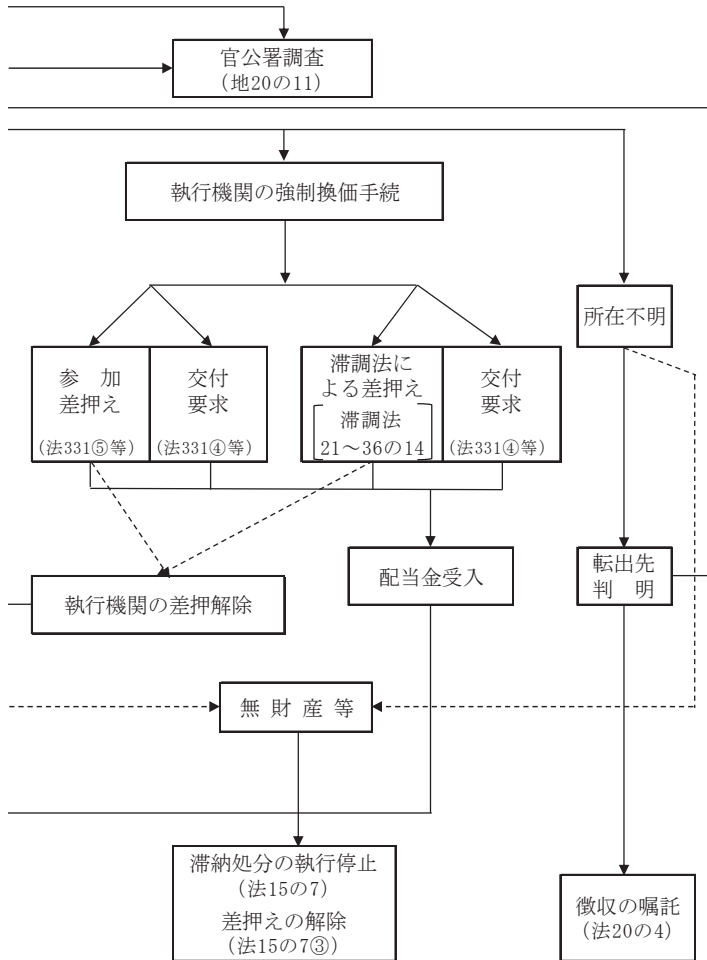 官公署調査
(地20の11)
執行機関の強制換価手続
所在不明
参　加
差押え
(法331⑤等)
交付
要求
(法331④等)
滞調法に
よる差押え
滞調法
21～36の14
交付
要求
(法331④等)
執行機関の差押解除
配当金受入
転出先
判　明
無 財 産 等
滞納処分の執行停止
(法15の7)
差押えの解除
(法15の7③)
徴収の嘱託
(法20の4)